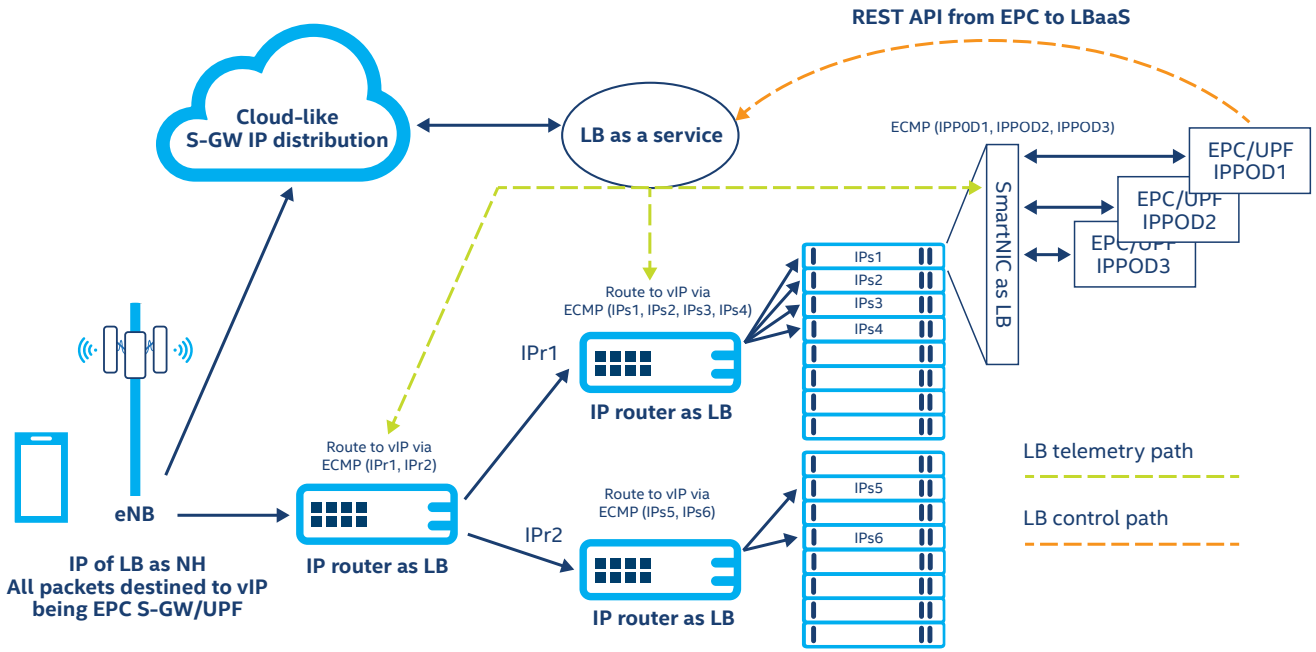 REST API from EPC to LBaaS
Cloud-like
S-GW IP distribution
LB as a service
ECMP (IPP0D1, IPPOD2, IPPOD3)
EPC/UPF
IPPOD1
EPC/UPF
IPPOD2
EPC/UPF
IPPOD3
SmartNIC as LB
IPs1
IPs2
IPs3
IPs4
Route to vIP via
ECMP (IPs1, IPs2, IPs3, IPs4)
IPr1
IP router as LB
Route to vIP via
ECMP (IPr1, IPr2)
IP router as LB
eNB
IP of LB as NH
All packets destined to vIP
being EPC S-GW/UPF
IPr2
Route to vIP via
ECMP (IPs5, IPs6)
IP router as LB
IPs5
IPs6
LB telemetry path
LB control path